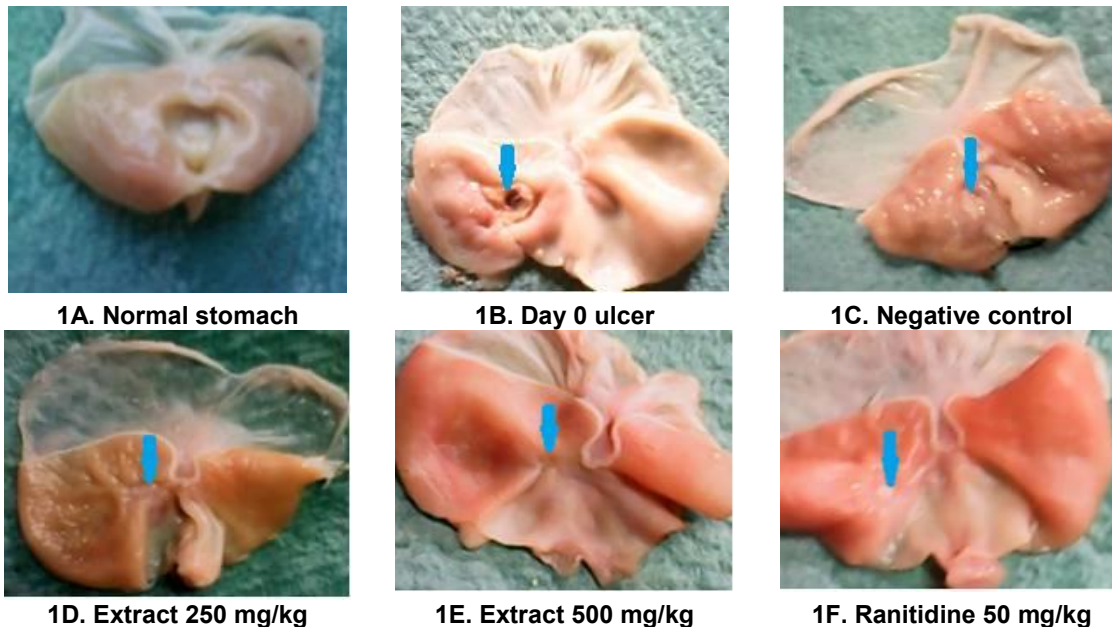 1A. Normal stomach
1B. Day 0 ulcer
1C. Negative control
1D. Extract 250 mg/kg
1E. Extract 500 mg/kg
1F. Ranitidine 50 mg/kg